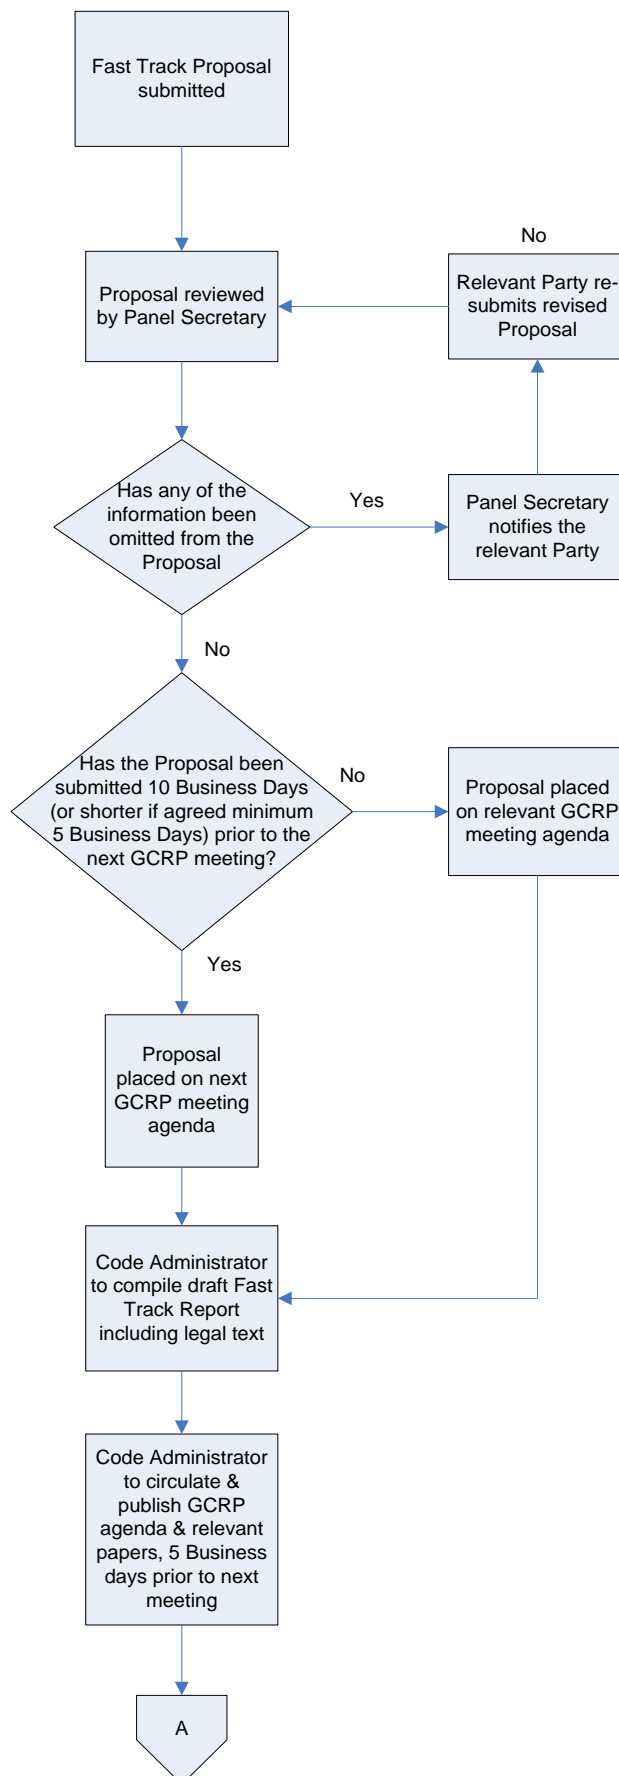 Fast Track Proposal
submitted
No
Proposal reviewed
by Panel Secretary
Relevant Party re-
submits revised
Proposal
Has any of the
information been
omitted from the
Proposal
Yes
Panel Secretary
notifies the
relevant Party
No
Has the Proposal been
submitted 10 Business Days
(or shorter if agreed minimum
5 Business Days) prior to the
next GCRP meeting?
No
Proposal placed
on relevant GCRP
meeting agenda
Yes
Proposal
placed on next
GCRP meeting
agenda
Code Administrator
to compile draft Fast
Track Report
including legal text
Code Administrator
to circulate &
publish GCRP
agenda & relevant
papers, 5 Business
days prior to next
meeting
A